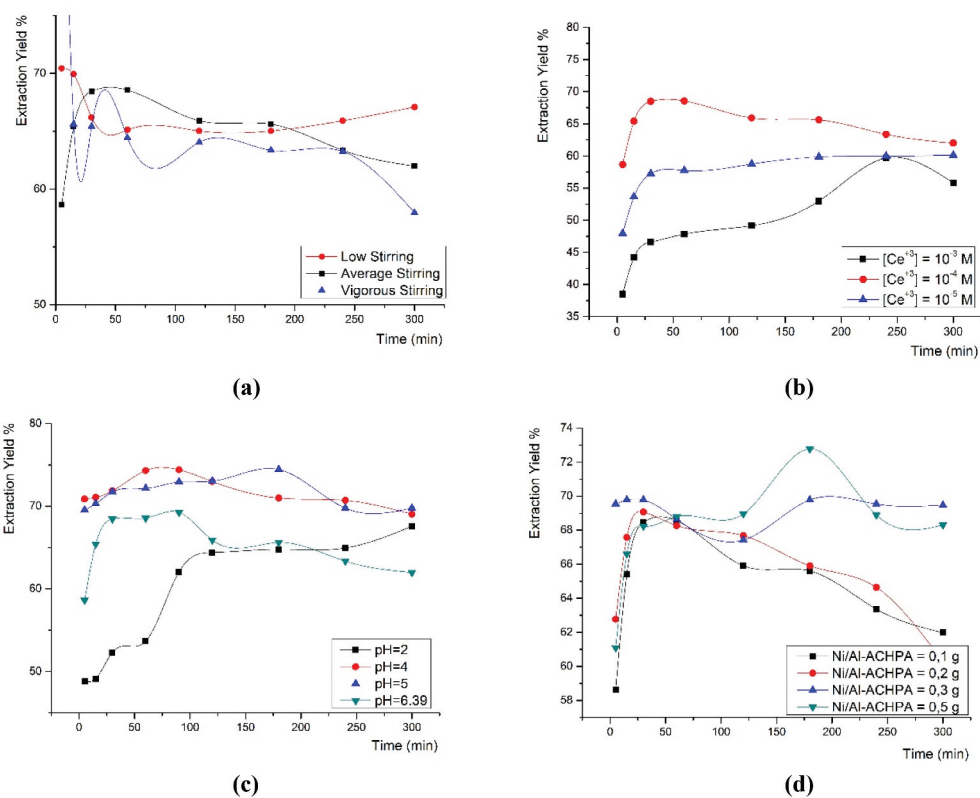 Extraction Yield %
70
60
50
0 50 100 150 200 250 300
Time (min)
Low Stirring
Average Stirring
Vigorous Stirring
(a)
Extraction Yield %
80
75
70
65
60
55
50
45
40
35
0 50 100 150 200 250 300
Time (min)
[Ce⁺³] = 10⁻³ M
[Ce⁺³] = 10⁻⁴ M
[Ce⁺³] = 10⁻⁵ M
(b)
Extraction Yield %
80
70
60
50
0 50 100 150 200 250 300
Time (min)
pH=2
pH=4
pH=5
pH=6.39
(c)
Extraction Yield %
74
72
70
68
66
64
62
60
58
0 50 100 150 200 250 300
Time (min)
Ni/Al-ACHPA = 0,1 g
Ni/Al-ACHPA = 0,2 g
Ni/Al-ACHPA = 0,3 g
Ni/Al-ACHPA = 0,5 g
(d)